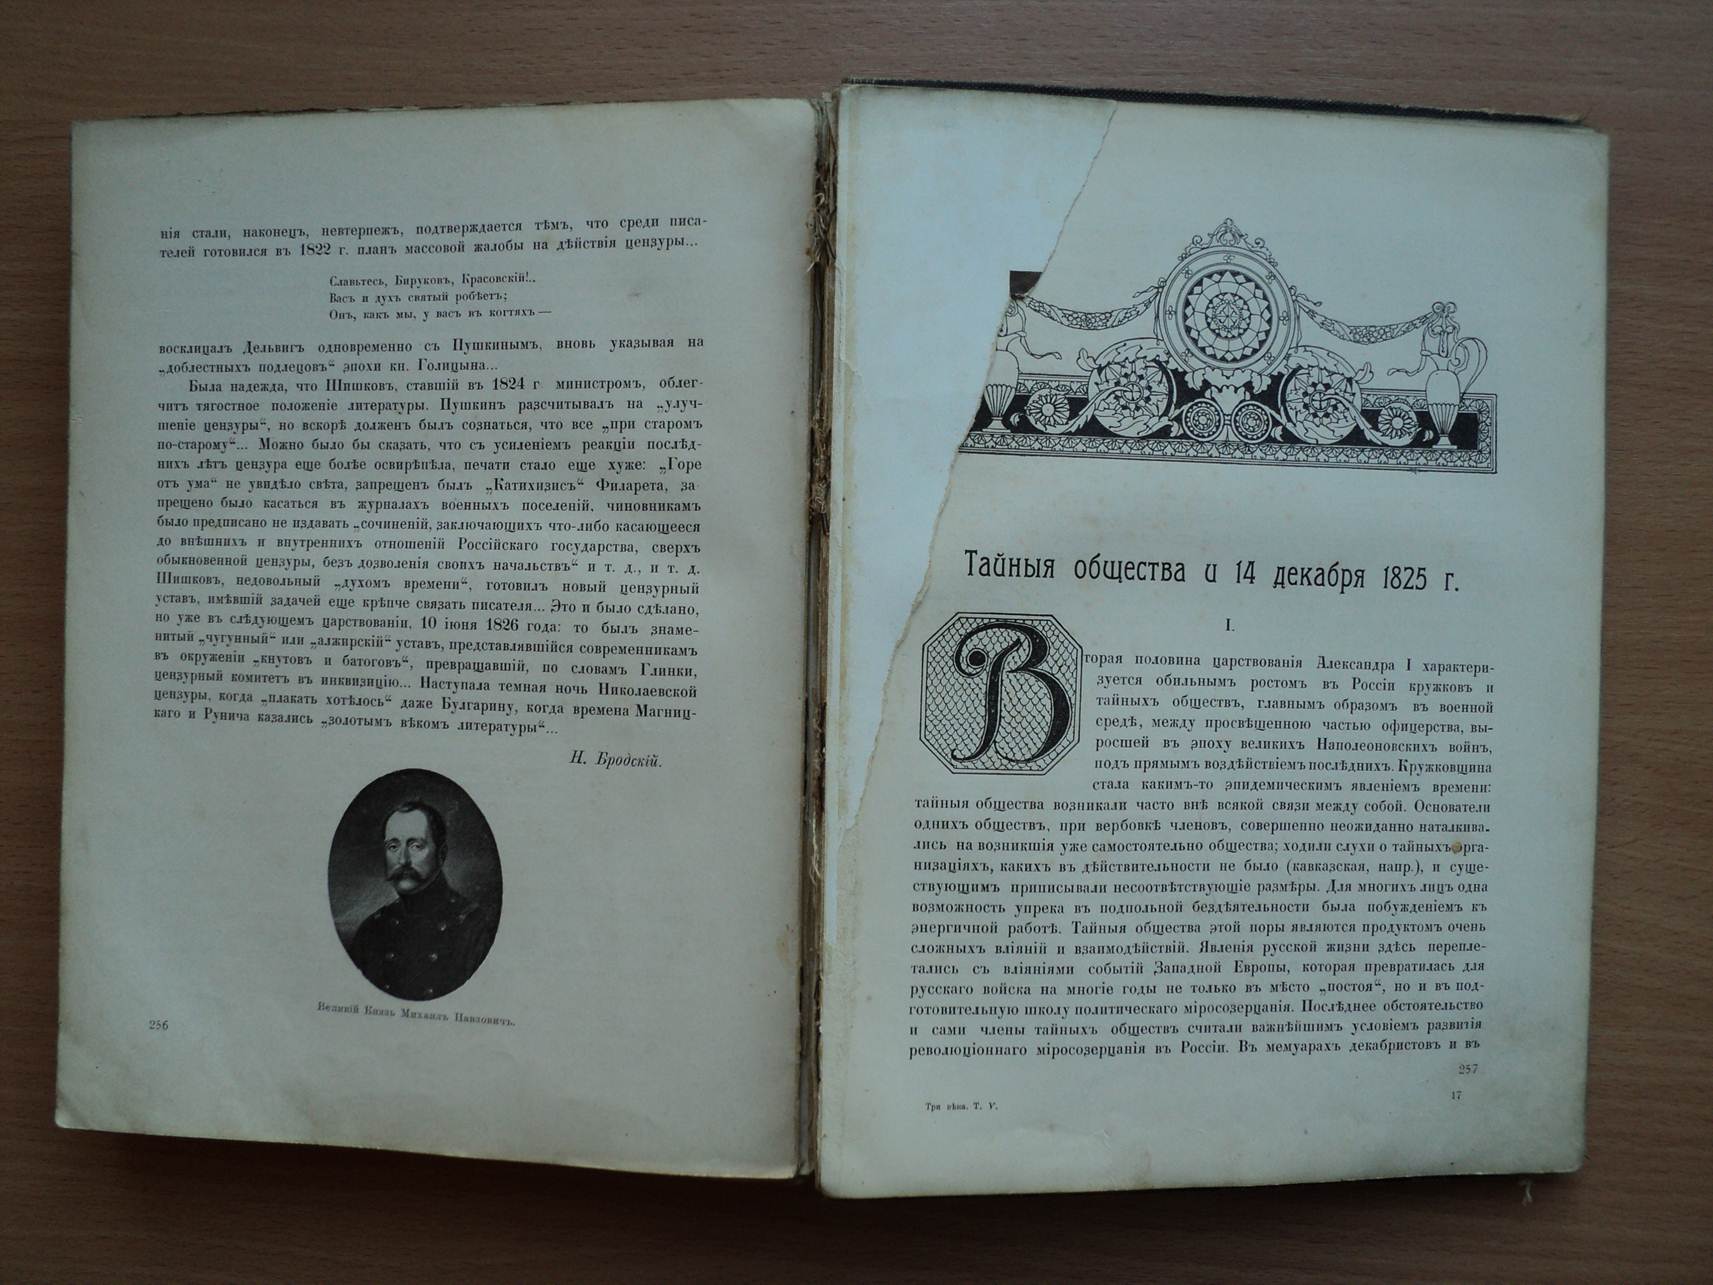 нія стали, наконецъ, невтерпежъ, подтверждается тѣмъ, что среди писа-
телей готовился въ 1822 г. планъ массовой жалобы на дѣйствія цензуры...
Славьтесь, Бируковъ, Красовскій!..
Васъ и духъ святый робѣетъ;
Онъ, какъ мы, у васъ въ когтяхъ —
восклицалъ Дельвигъ одновременно съ Пушкинымъ, вновь указывая на
„доблестныхъ подлецовъ“ эпохи кн. Голицына...
Была надежда, что Шишковъ, ставшій въ 1824 г министромъ, облег-
читъ тягостное положеніе литературы. Пушкинъ разсчитывалъ на „улуч-
шеніе цензуры“, но вскорѣ долженъ былъ сознаться, что все „при старомъ
по-старому“... Можно было бы сказать, что съ усиленіемъ реакціи послѣд-
нихъ лѣтъ цензура еще болѣе освирѣпѣла, печати стало еще хуже: „Горе
отъ ума“ не увидѣло свѣта, запрещенъ былъ „Катихизисъ“ Филарета, за
прещено было касаться въ журналахъ военныхъ поселеній, чиновникамъ
было предписано не издавать „сочиненій, заключающихъ что-либо касающееся
до внѣшнихъ и внутреннихъ отношеній Россійскаго государства, сверхъ
обыкновенной цензуры, безъ дозволенія своихъ начальствъ“ и т. д., и т. д.
Шишковъ, недовольный „духомъ времени“, готовилъ новый цензурный
уставъ, имѣвшій задачей еще крѣпче связать писателя... Это и было сдѣлано,
но уже въ слѣдующемъ царствованіи, 10 іюня 1826 года: то былъ знаме-
нитый „чугунный“ или „алжирскій“ уставъ, представлявшійся современникамъ
въ окруженіи „кнутовъ и батоговъ“, превращавшій, по словамъ Глинки,
цензурный комитетъ въ инквизицію... Наступала темная ночь Николаевской
цензуры, когда „плакать хотѣлось“ даже Булгарину, когда времена Магниц-
каго и Рунича казались „золотымъ вѣкомъ литературы“...
Н. Бродскій.
Великій Князь Михаилъ Павловичъ.
256
Тайныя общества и 14 декабря 1825 г.
I.
Вторая половина царствованія Александра I характери-
зуется обильнымъ ростомъ въ Россіи кружковъ и
тайныхъ обществъ, главнымъ образомъ въ военной
средѣ, между просвѣщенною частью офицерства, вы-
росшей въ эпоху великихъ Наполеоновскихъ войнъ,
подъ прямымъ воздѣйствіемъ послѣднихъ. Кружковщина
стала какимъ-то эпидемическимъ явленіемъ времени:
тайныя общества возникали часто внѣ всякой связи между собой. Основатели
однихъ обществъ, при вербовкѣ членовъ, совершенно неожиданно наталкива-
лись на возникшія уже самостоятельно общества; ходили слухи о тайныхъ орга-
низаціяхъ, какихъ въ дѣйствительности не было (кавказская, напр.), и суще-
ствующимъ приписывали несоотвѣтствующіе размѣры. Для многихъ лицъ одна
возможность упрека въ подпольной бездѣятельности была побужденіемъ къ
энергичной работѣ. Тайныя общества этой поры являются продуктомъ очень
сложныхъ вліяній и взаимодѣйствій. Явленія русской жизни здѣсь перепле-
тались съ вліяніями событій Западной Европы, которая превратилась для
русскаго войска на многіе годы не только въ мѣсто „постоя“, но и въ под-
готовительную школу политическаго міросозерцанія. Последнее обстоятельство
и сами члены тайныхъ обществъ считали важнѣйшимъ условіемъ развитія
революціоннаго міросозерцанія въ Россіи. Въ мемуарахъ декабристовъ и въ
257
Три вѣка. Т. V.
17